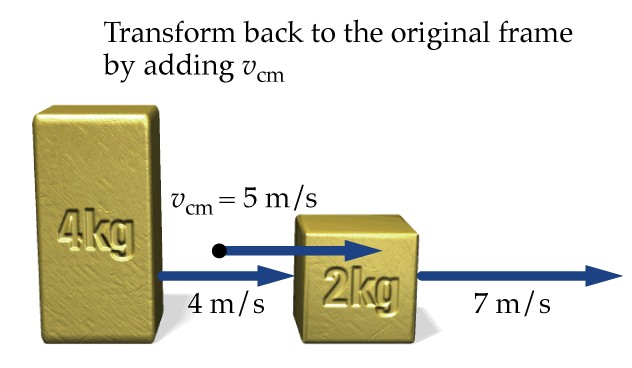 Transform back to the original frame
by adding vcm
vcm = 5 m/s
4kg
2kg
4 m/s
7 m/s